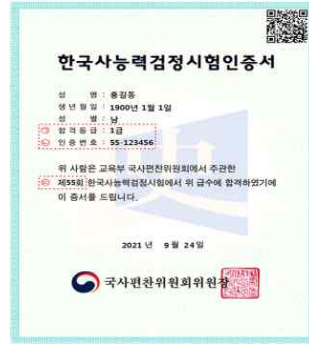 한국사능력검정시험인증서
성 명 : 홍길동
생년월일 : 1900년 1월 1일
성 별 : 남
㉠ 합격등급 : 1급
㉡ 인증번호 : 55-123456
위 사람은 교육부 국사편찬위원회에서 주관한
㉢ 제55회 한국사능력검정시험에서 위 급수에 합격하였기에
이 증서를 드립니다.
2021 년 9 월 24일
국사편찬위원회위원장